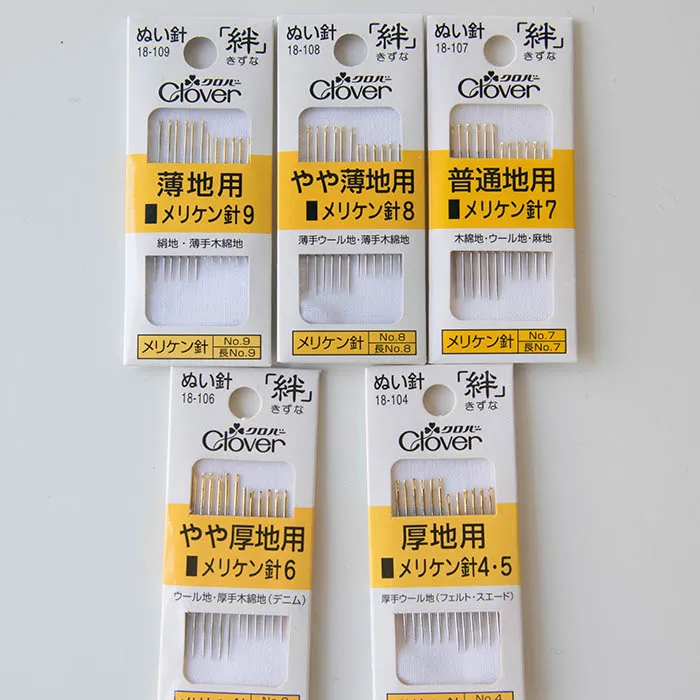 ぬい針
18-109
「絆」
きずな
クロバー
Clover
薄地用
メリケン針9
絹地・薄手木綿地
メリケン針
No.9
長No.9
ぬい針
18-108
「絆」
きずな
クロバー
Clover
やや薄地用
メリケン針8
薄手ウール地・薄手木綿地
メリケン針
No.8
長No.8
ぬい針
18-107
「絆」
きずな
クロバー
Clover
普通地用
メリケン針7
木綿地・ウール地・麻地
メリケン針
No.7
長No.7
ぬい針
18-106
「絆」
きずな
クロバー
Clover
やや厚地用
メリケン針6
ウール地・厚手木綿地(デニム)
メリケン針
ぬい針
18-104
「絆」
きずな
クロバー
Clover
厚地用
メリケン針4・5
厚手ウール地(フェルト・スエード)
メリケン針
No.4